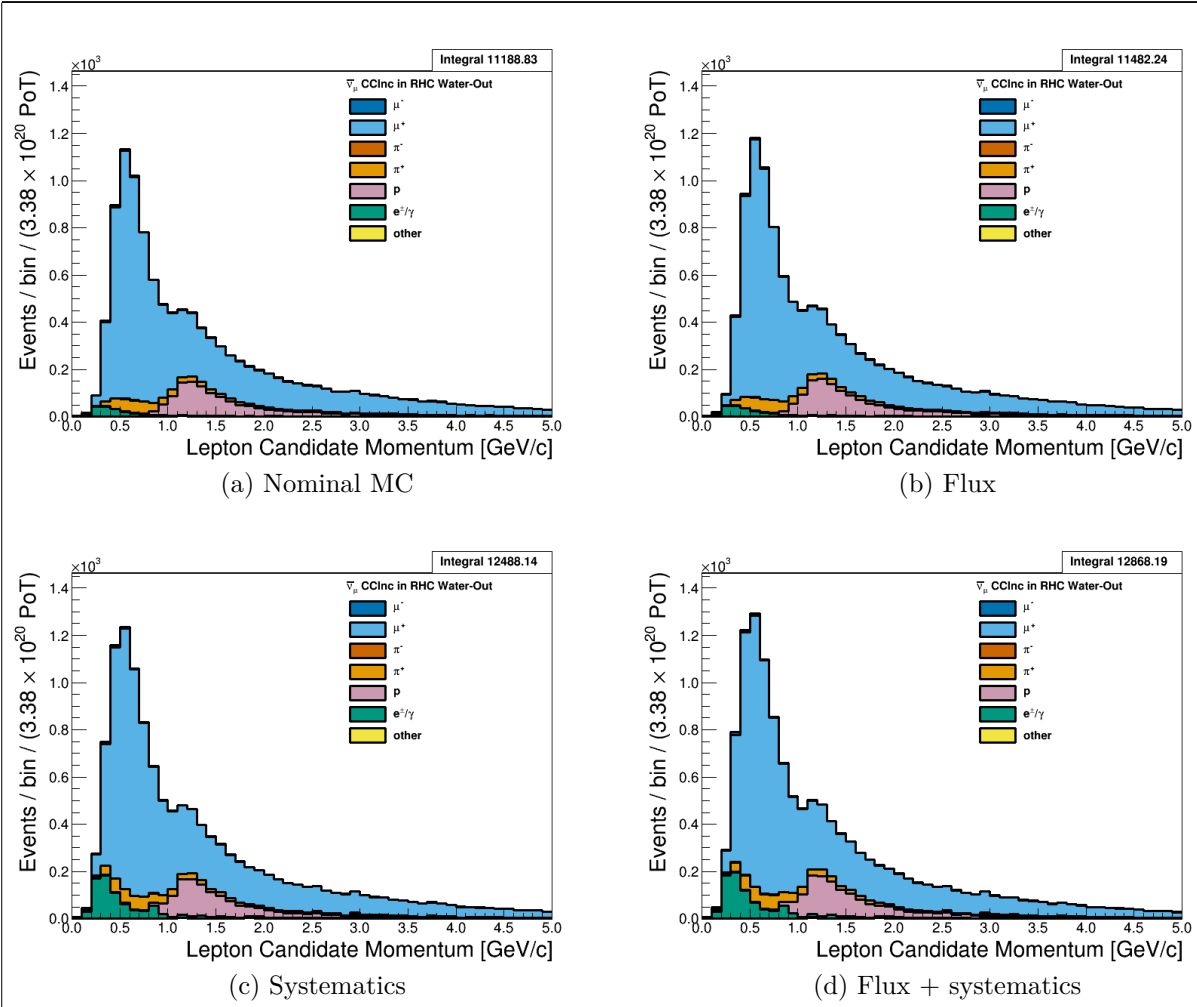 Integral 11188.83
×10³
ν̅μ CCInc in RHC Water-Out
μ⁻
μ⁺
π⁻
π⁺
p
e±/γ
other
Events / bin / (3.38 × 10²⁰ PoT)
1.4
1.2
1.0
0.8
0.6
0.4
0.2
0.0
0.0 0.5 1.0 1.5 2.0 2.5 3.0 3.5 4.0 4.5 5.0
Lepton Candidate Momentum [GeV/c]
(a) Nominal MC
Integral 11482.24
×10³
ν̅μ CCInc in RHC Water-Out
μ⁻
μ⁺
π⁻
π⁺
p
e±/γ
other
Events / bin / (3.38 × 10²⁰ PoT)
1.4
1.2
1.0
0.8
0.6
0.4
0.2
0.0
0.0 0.5 1.0 1.5 2.0 2.5 3.0 3.5 4.0 4.5 5.0
Lepton Candidate Momentum [GeV/c]
(b) Flux
Integral 12488.14
×10³
ν̅μ CCInc in RHC Water-Out
μ⁻
μ⁺
π⁻
π⁺
p
e±/γ
other
Events / bin / (3.38 × 10²⁰ PoT)
1.4
1.2
1.0
0.8
0.6
0.4
0.2
0.0
0.0 0.5 1.0 1.5 2.0 2.5 3.0 3.5 4.0 4.5 5.0
Lepton Candidate Momentum [GeV/c]
(c) Systematics
Integral 12868.19
×10³
ν̅μ CCInc in RHC Water-Out
μ⁻
μ⁺
π⁻
π⁺
p
e±/γ
other
Events / bin / (3.38 × 10²⁰ PoT)
1.4
1.2
1.0
0.8
0.6
0.4
0.2
0.0
0.0 0.5 1.0 1.5 2.0 2.5 3.0 3.5 4.0 4.5 5.0
Lepton Candidate Momentum [GeV/c]
(d) Flux + systematics